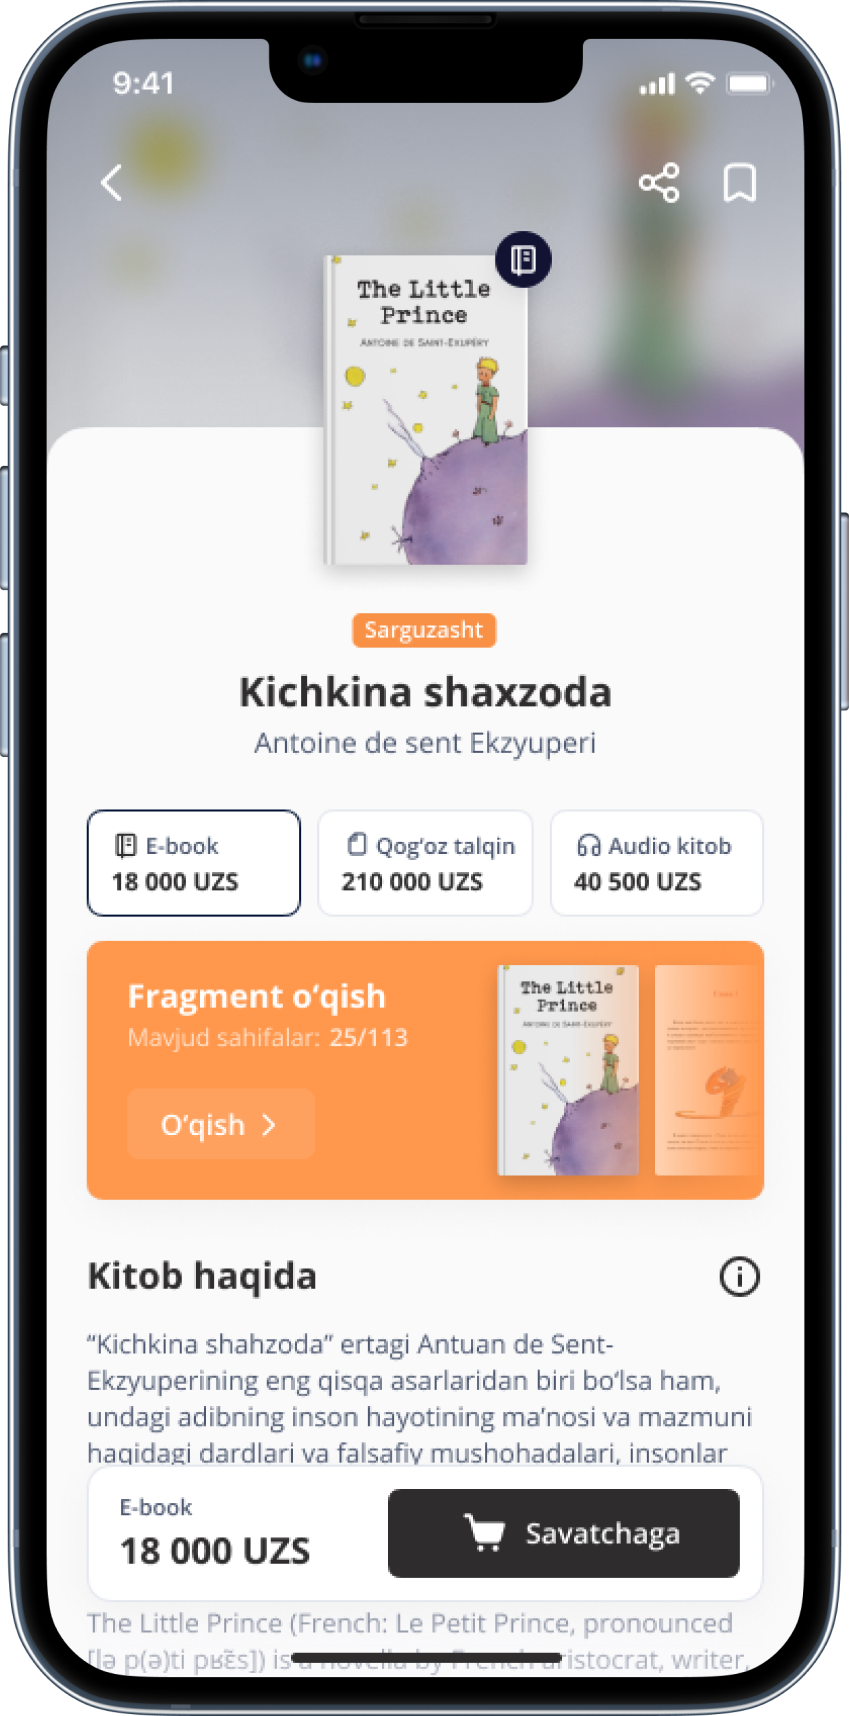 9:41
The Little
Prince
Antoine de Saint-Exupéry
Sarguzasht
Kichkina shaxzoda
Antoine de sent Ekzyuperi
E-book
18 000 UZS
Qog‘oz talqin
210 000 UZS
Audio kitob
40 500 UZS
Fragment o‘qish
Mavjud sahifalar: 25/113
O‘qish
The Little
Prince
Antoine de Saint-Exupéry
Kitob haqida
“Kichkina shahzoda” ertagi Antuan de Sent-
Ekzyuperining eng qisqa asarlaridan biri bo‘lsa ham,
undagi adibning inson hayotining ma’nosi va mazmuni
haqidagi dardlari va falsafiy mushohadalari, insonlar
E-book
18 000 UZS
Savatchaga
The Little Prince (French: Le Petit Prince, pronounced
[lə p(ə)ti pʁɛ̃s]) is a novella by French aristocrat, writer,